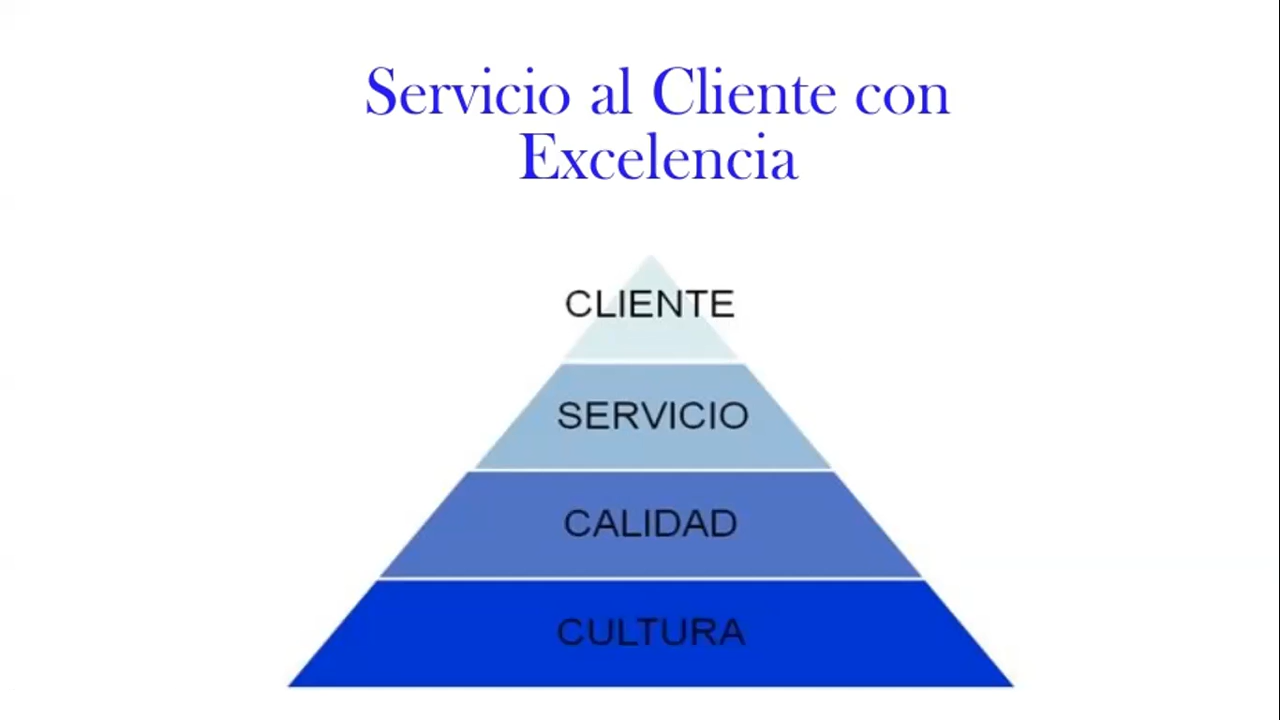 Servicio al Cliente con
Excelencia
CLIENTE
SERVICIO
CALIDAD
CULTURA